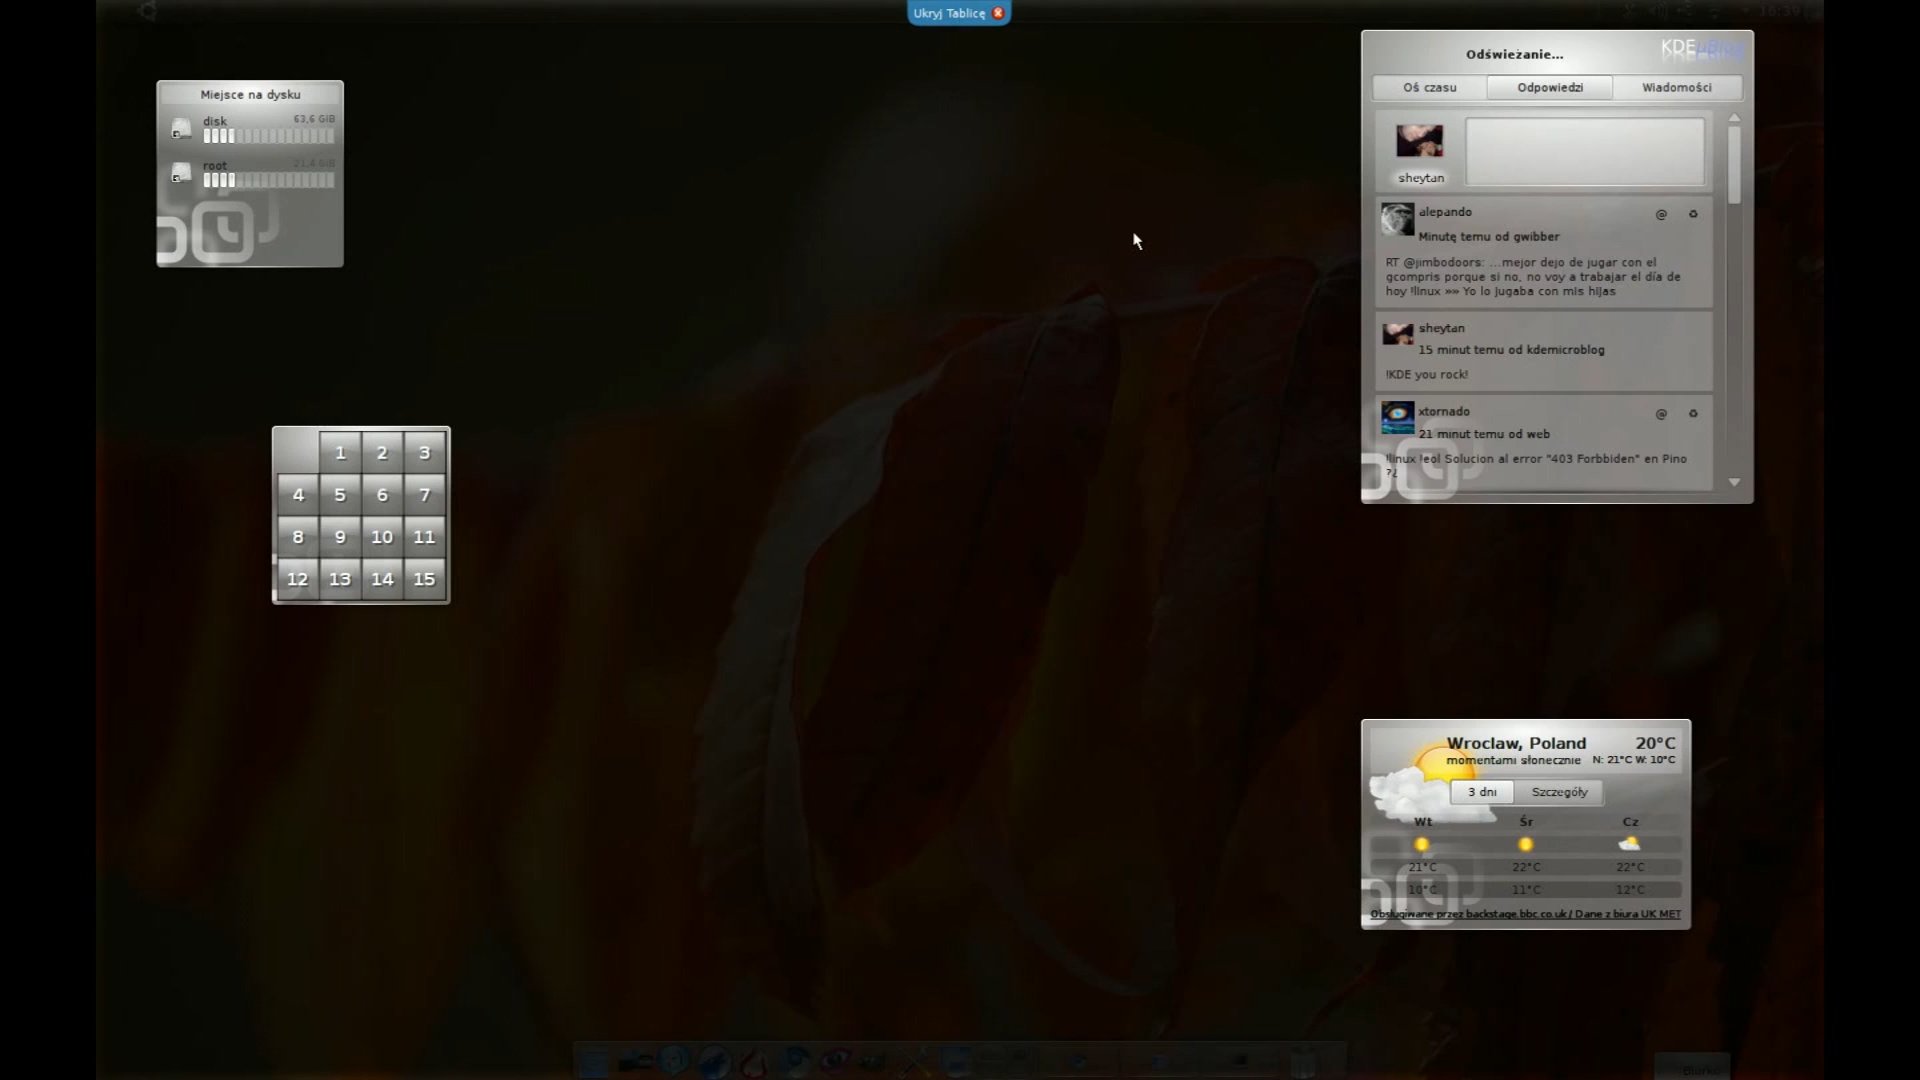 Ukryj Tablicę
Miejsce na dysku
disk 63,6 GiB
root 21,4 GiB
1 2 3
4 5 6 7
8 9 10 11
12 13 14 15
Odświeżanie...
KDE µBlog
Oś czasu Odpowiedzi Wiadomości
sheytan
alepando @
Minutę temu od gwibber
RT @jimbodoors: ...mejor dejo de jugar con el
gcompris porque si no, no voy a trabajar el día de
hoy !linux »» Yo lo jugaba con mis hijas
sheytan
15 minut temu od kdemicroblog
!KDE you rock!
xtornado @
21 minut temu od web
!linux !eol Solucion al error "403 Forbbiden" en Pino
?¿
Wroclaw, Poland 20°C
momentami słonecznie N: 21°C W: 10°C
3 dni Szczegóły
Wt Śr Cz
21°C 22°C 22°C
10°C 11°C 12°C
Obsługiwane przez backstage.bbc.co.uk / Dane z biura UK MET